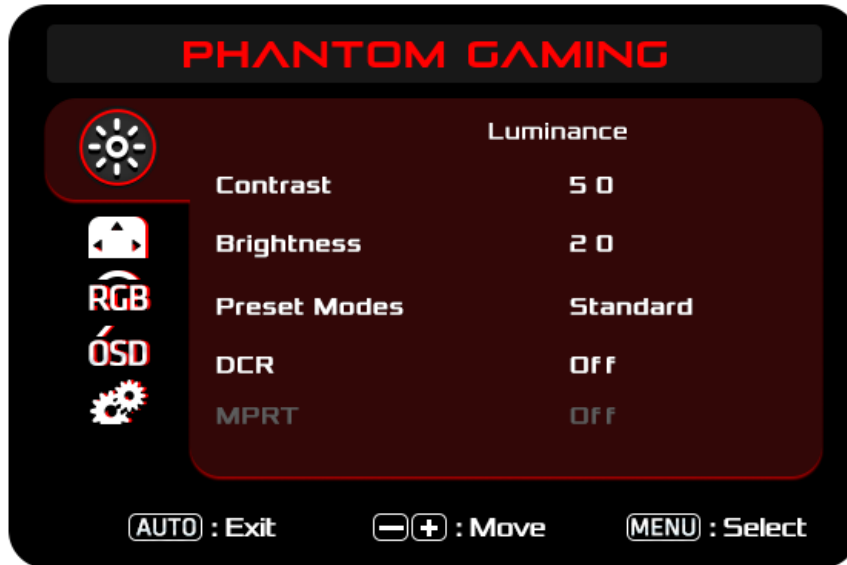 PHANTOM GAMING
Luminance
Contrast 50
Brightness 20
RGB
Preset Modes Standard
OSD
DCR Off
MPRT Off
AUTO : Exit - + : Move MENU : Select